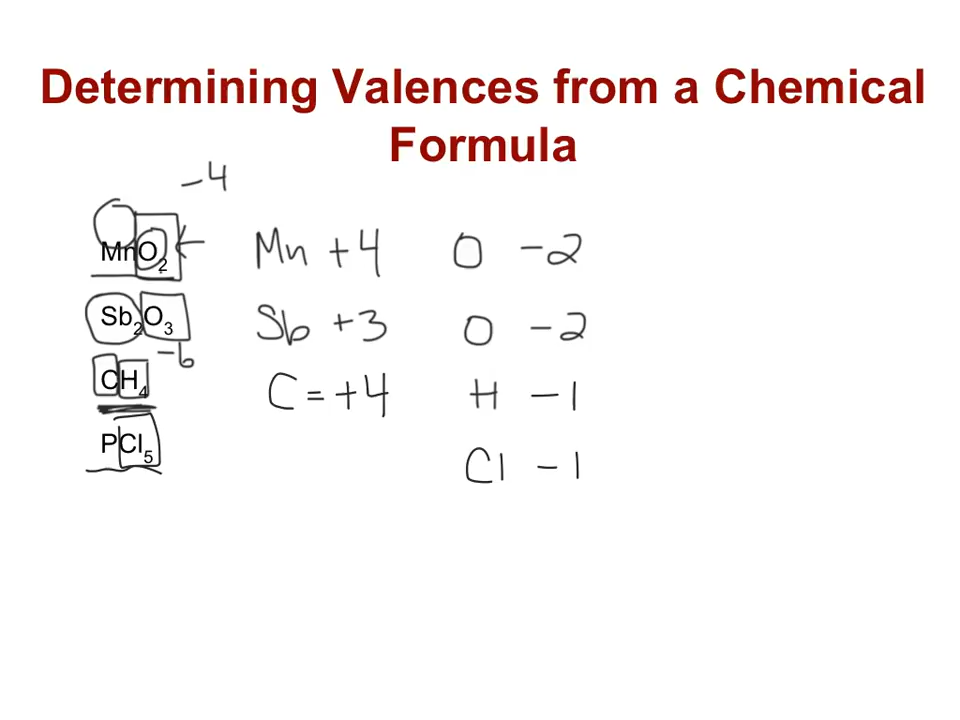 Determining Valences from a Chemical
Formula
-4
MnO2 Mn +4 O -2
Sb2O3 Sb +3 O -2
-6
CH4 C = +4 H -1
PCl5 Cl -1